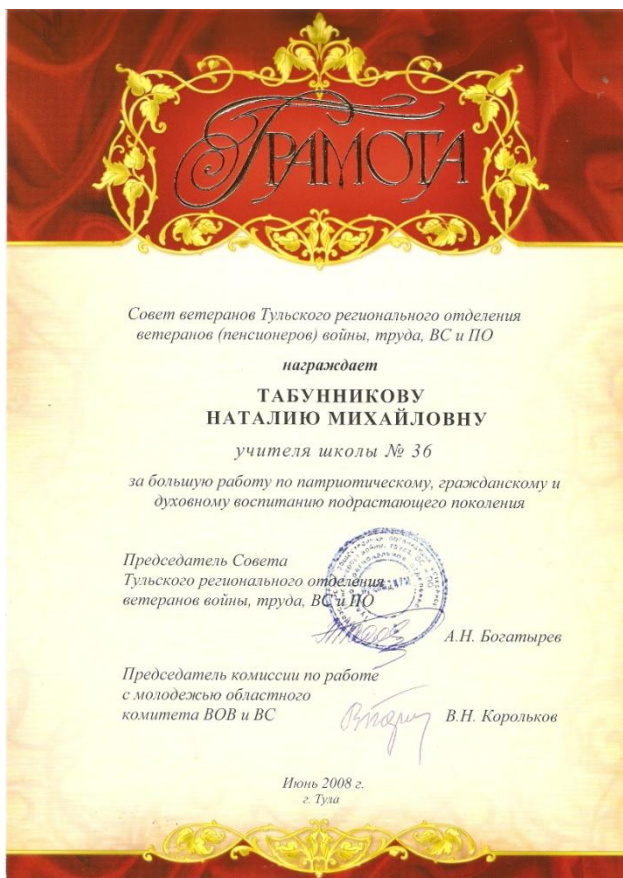 ГРАМОТА
Совет ветеранов Тульского регионального отделения
ветеранов (пенсионеров) войны, труда, ВС и ПО
награждает
ТАБУННИКОВУ
НАТАЛИЮ МИХАЙЛОВНУ
учителя школы № 36
за большую работу по патриотическому, гражданскому и
духовному воспитанию подрастающего поколения
Председатель Совета
Тульского регионального отделения
ветеранов войны, труда, ВС и ПО
А.Н. Богатырев
Председатель комиссии по работе
с молодежью областного
комитета ВОВ и ВС
В.Н. Корольков
Июнь 2008 г.
г. Тула